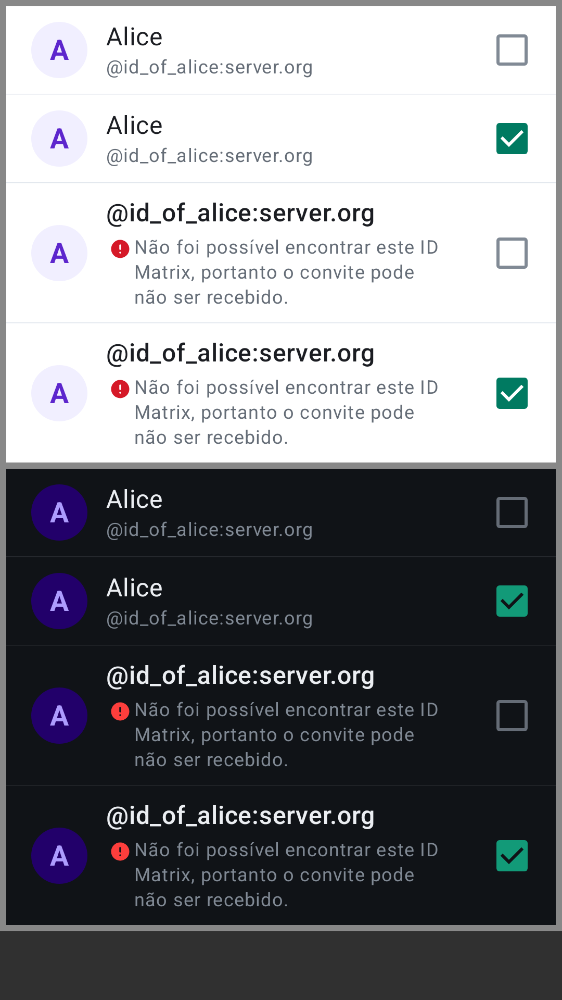 A
Alice
@id_of_alice:server.org
A
Alice
@id_of_alice:server.org
A
@id_of_alice:server.org
Não foi possível encontrar este ID
Matrix, portanto o convite pode
não ser recebido.
A
@id_of_alice:server.org
Não foi possível encontrar este ID
Matrix, portanto o convite pode
não ser recebido.
A
Alice
@id_of_alice:server.org
A
Alice
@id_of_alice:server.org
A
@id_of_alice:server.org
Não foi possível encontrar este ID
Matrix, portanto o convite pode
não ser recebido.
A
@id_of_alice:server.org
Não foi possível encontrar este ID
Matrix, portanto o convite pode
não ser recebido.